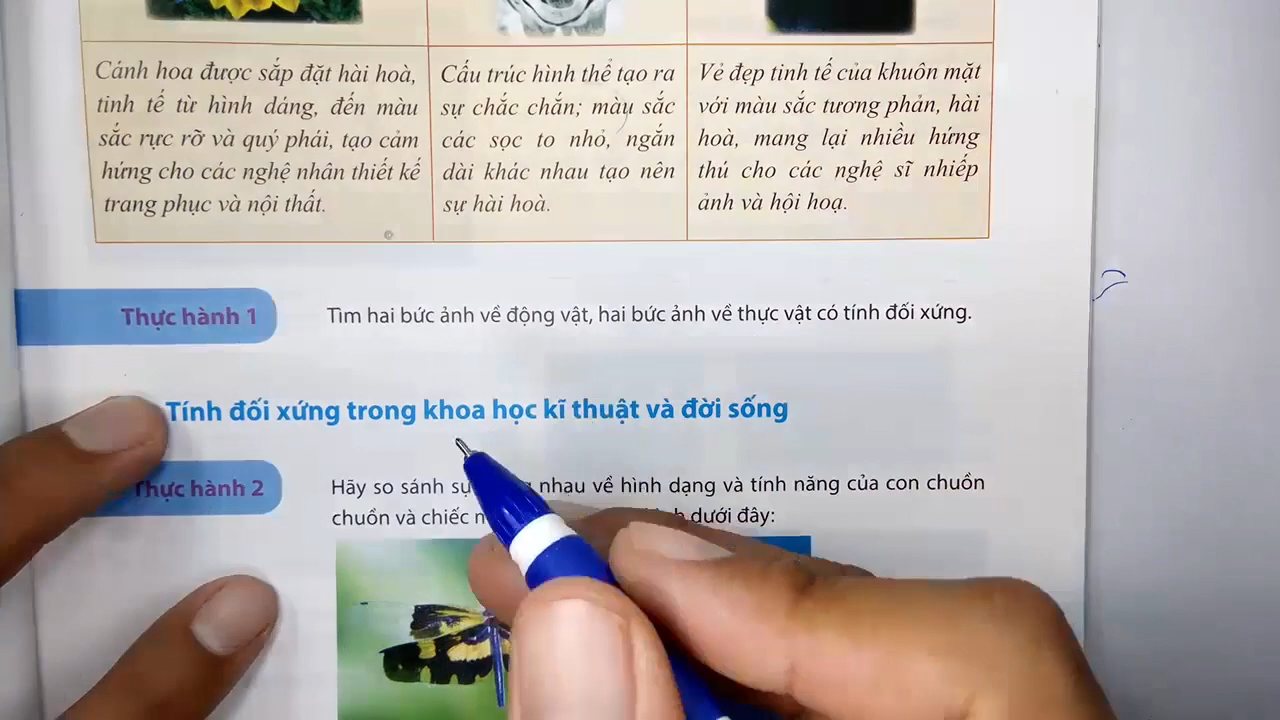 Cánh hoa được sắp đặt hài hoà,
tinh tế từ hình dáng, đến màu
sắc rực rỡ và quý phái, tạo cảm
hứng cho các nghệ nhân thiết kế
trang phục và nội thất.
Cấu trúc hình thể tạo ra
sự chắc chắn; màu sắc
các sọc to nhỏ, ngắn
dài khác nhau tạo nên
sự hài hoà.
Vẻ đẹp tinh tế của khuôn mặt
với màu sắc tương phản, hài
hoà, mang lại nhiều hứng
thú cho các nghệ sĩ nhiếp
ảnh và hội hoạ.
Thực hành 1
Tìm hai bức ảnh về động vật, hai bức ảnh về thực vật có tính đối xứng.
Tính đối xứng trong khoa học kĩ thuật và đời sống
Thực hành 2
Hãy so sánh sự nhau về hình dạng và tính năng của con chuồn
chuồn và chiếc dưới đây: